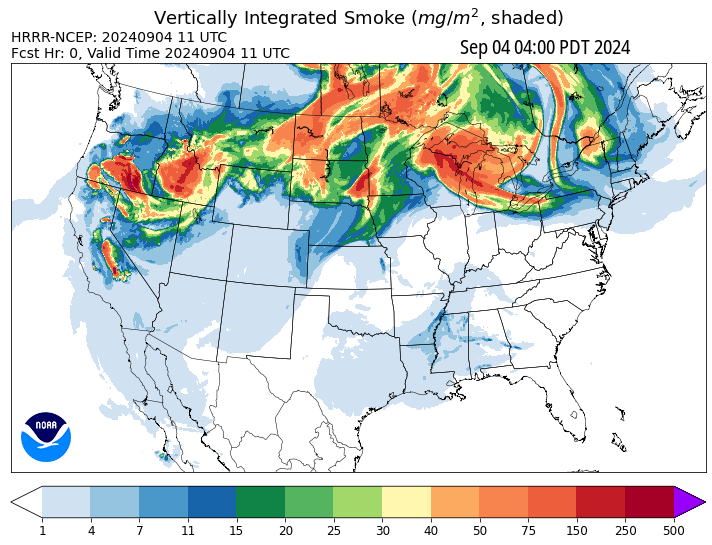 Vertically Integrated Smoke (mg/m², shaded)
HRRR-NCEP: 20240904 11 UTC
Fcst Hr: 0, Valid Time 20240904 11 UTC
Sep 04 04:00 PDT 2024
NOAA
1 4 7 11 15 20 25 30 40 50 75 150 250 500